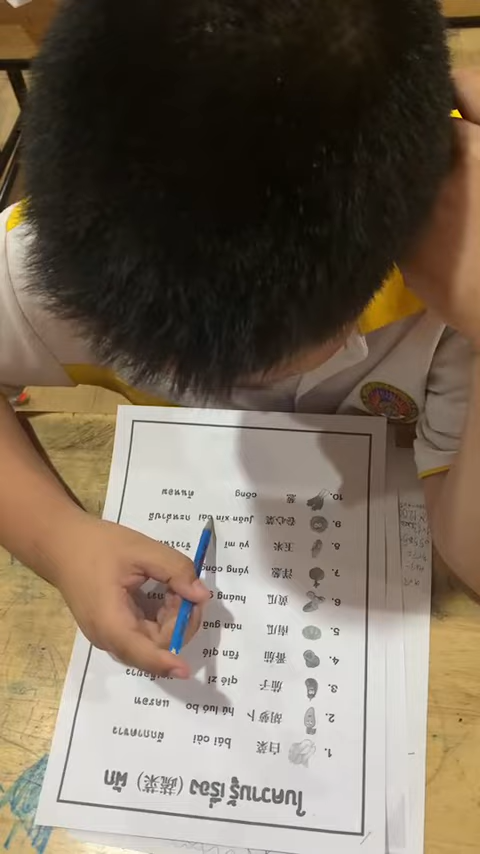 ใบความรู้ เรื่อง (蔬菜) ผัก
1. 白菜 bái cài ผักกาดขาว
2. 胡萝卜 hú luó bo แครอท
3. 茄子 qié zi
4. 番茄 fān qié
5. 南瓜 nán guā
6. 黄瓜 huáng
7. 洋葱 yáng cōng
8. 玉米 yù mǐ
9. 卷心菜 juǎn xīn cài กะหล่ำปลี
10. 葱 cōng ต้นหอม